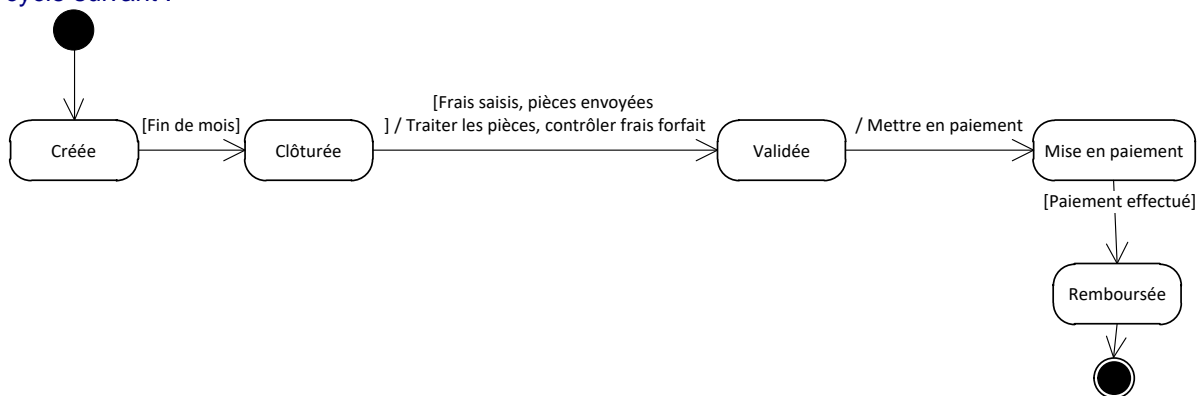 cycle suivant :
[Frais saisis, pièces envoyées
[Fin de mois]
] / Traiter les pièces, contrôler frais forfait
/ Mettre en paiement
Créée
Clôturée
Validée
Mise en paiement
[Paiement effectué]
Remboursée